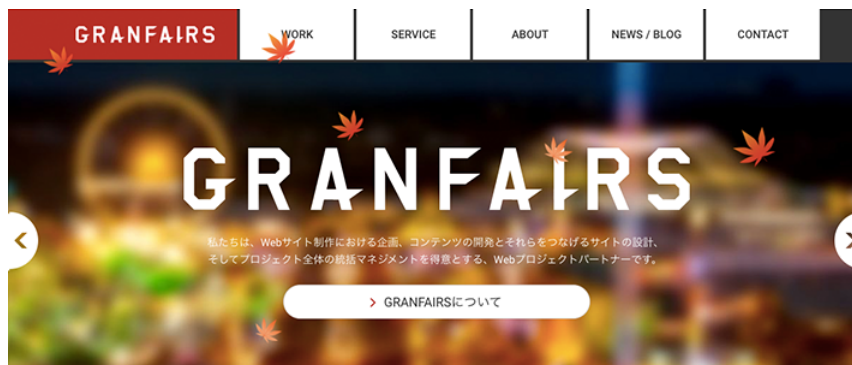 GRANFAIRS
WORK
SERVICE
ABOUT
NEWS / BLOG
CONTACT
GRANFAIRS
私たちは、Webサイト制作における企画、コンテンツの開発とそれらをつなげるサイトの設計、
そしてプロジェクト全体の統括マネジメントを得意とする、Webプロジェクトパートナーです。
GRANFAIRSについて